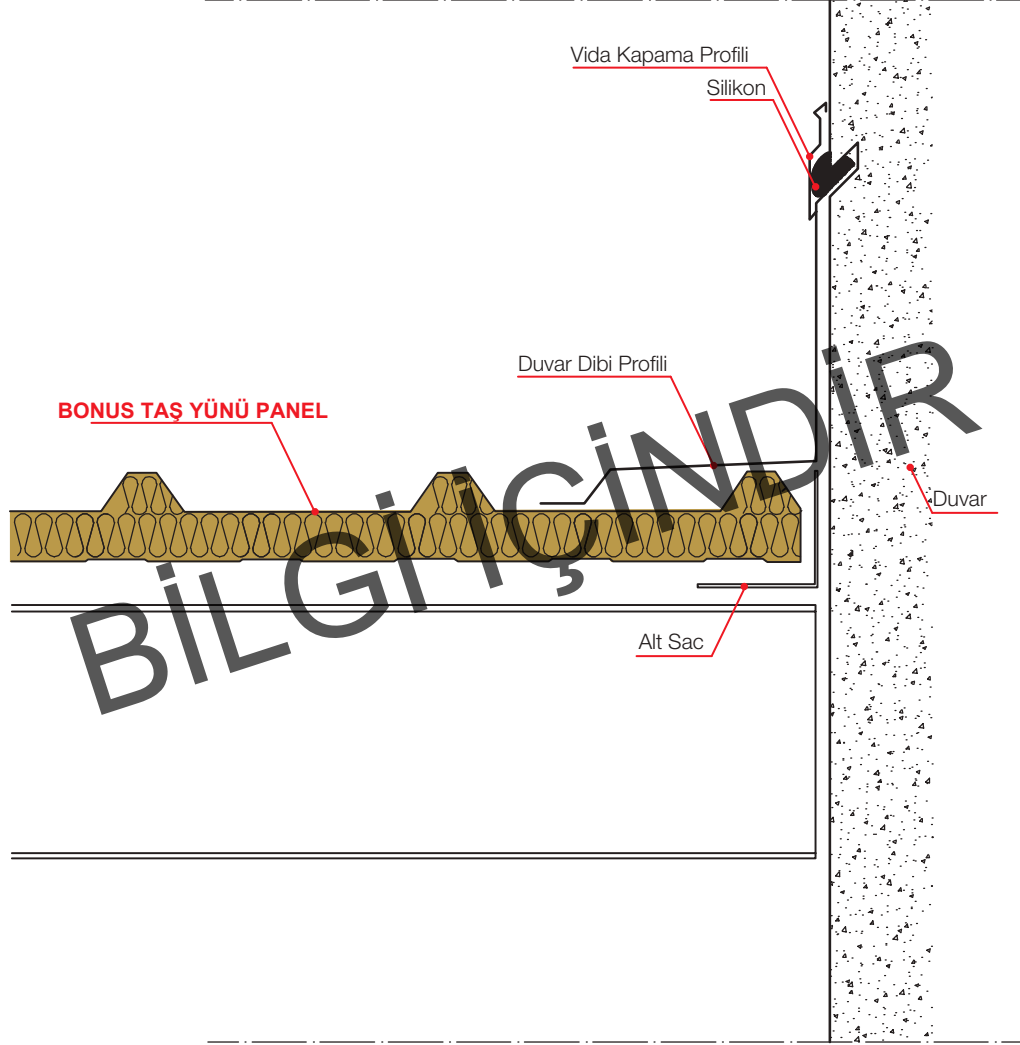 Vida Kapama Profili
Silikon
Duvar Dibi Profili
BONUS TAŞ YÜNÜ PANEL
Duvar
Alt Sac
BİLGİ İÇİNDİR